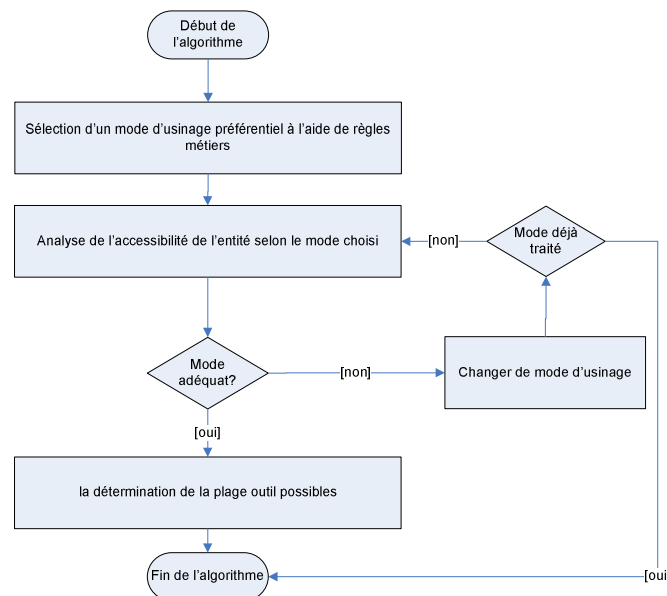 Début de
l'algorithme
Sélection d'un mode d'usinage préférentiel à l'aide de règles
métiers
Analyse de l'accessibilité de l'entité selon le mode choisi
[non]
Mode déjà
traité
Mode
adéquat?
[non]
Changer de mode d'usinage
[oui]
la détermination de la plage outil possibles
Fin de l'algorithme
[oui